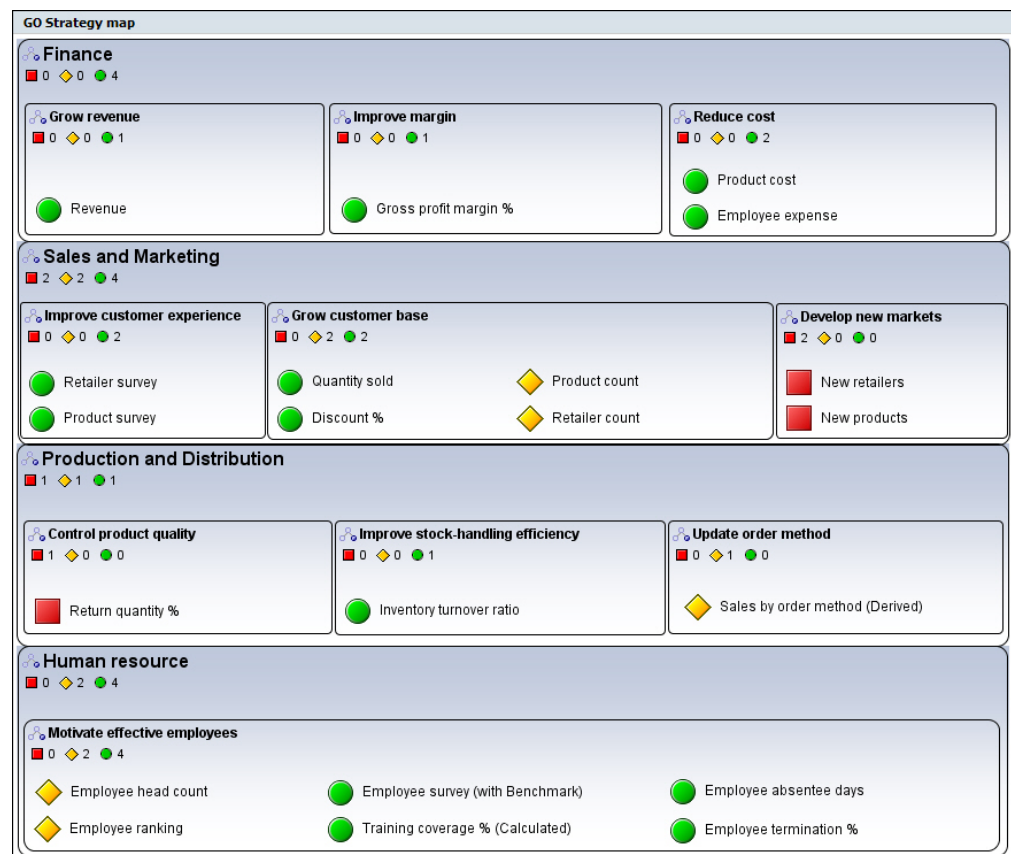 GO Strategy map
Finance
0 0 4
Grow revenue
0 0 1
Revenue
Improve margin
0 0 1
Gross profit margin %
Reduce cost
0 0 2
Product cost
Employee expense
Sales and Marketing
2 2 4
Improve customer experience
0 0 2
Retailer survey
Product survey
Grow customer base
0 2 2
Quantity sold
Product count
Discount %
Retailer count
Develop new markets
2 0 0
New retailers
New products
Production and Distribution
1 1 1
Control product quality
1 0 0
Return quantity %
Improve stock-handling efficiency
0 0 1
Inventory turnover ratio
Update order method
0 1 0
Sales by order method (Derived)
Human resource
0 2 4
Motivate effective employees
0 2 4
Employee head count
Employee survey (with Benchmark)
Employee absentee days
Employee ranking
Training coverage % (Calculated)
Employee termination %